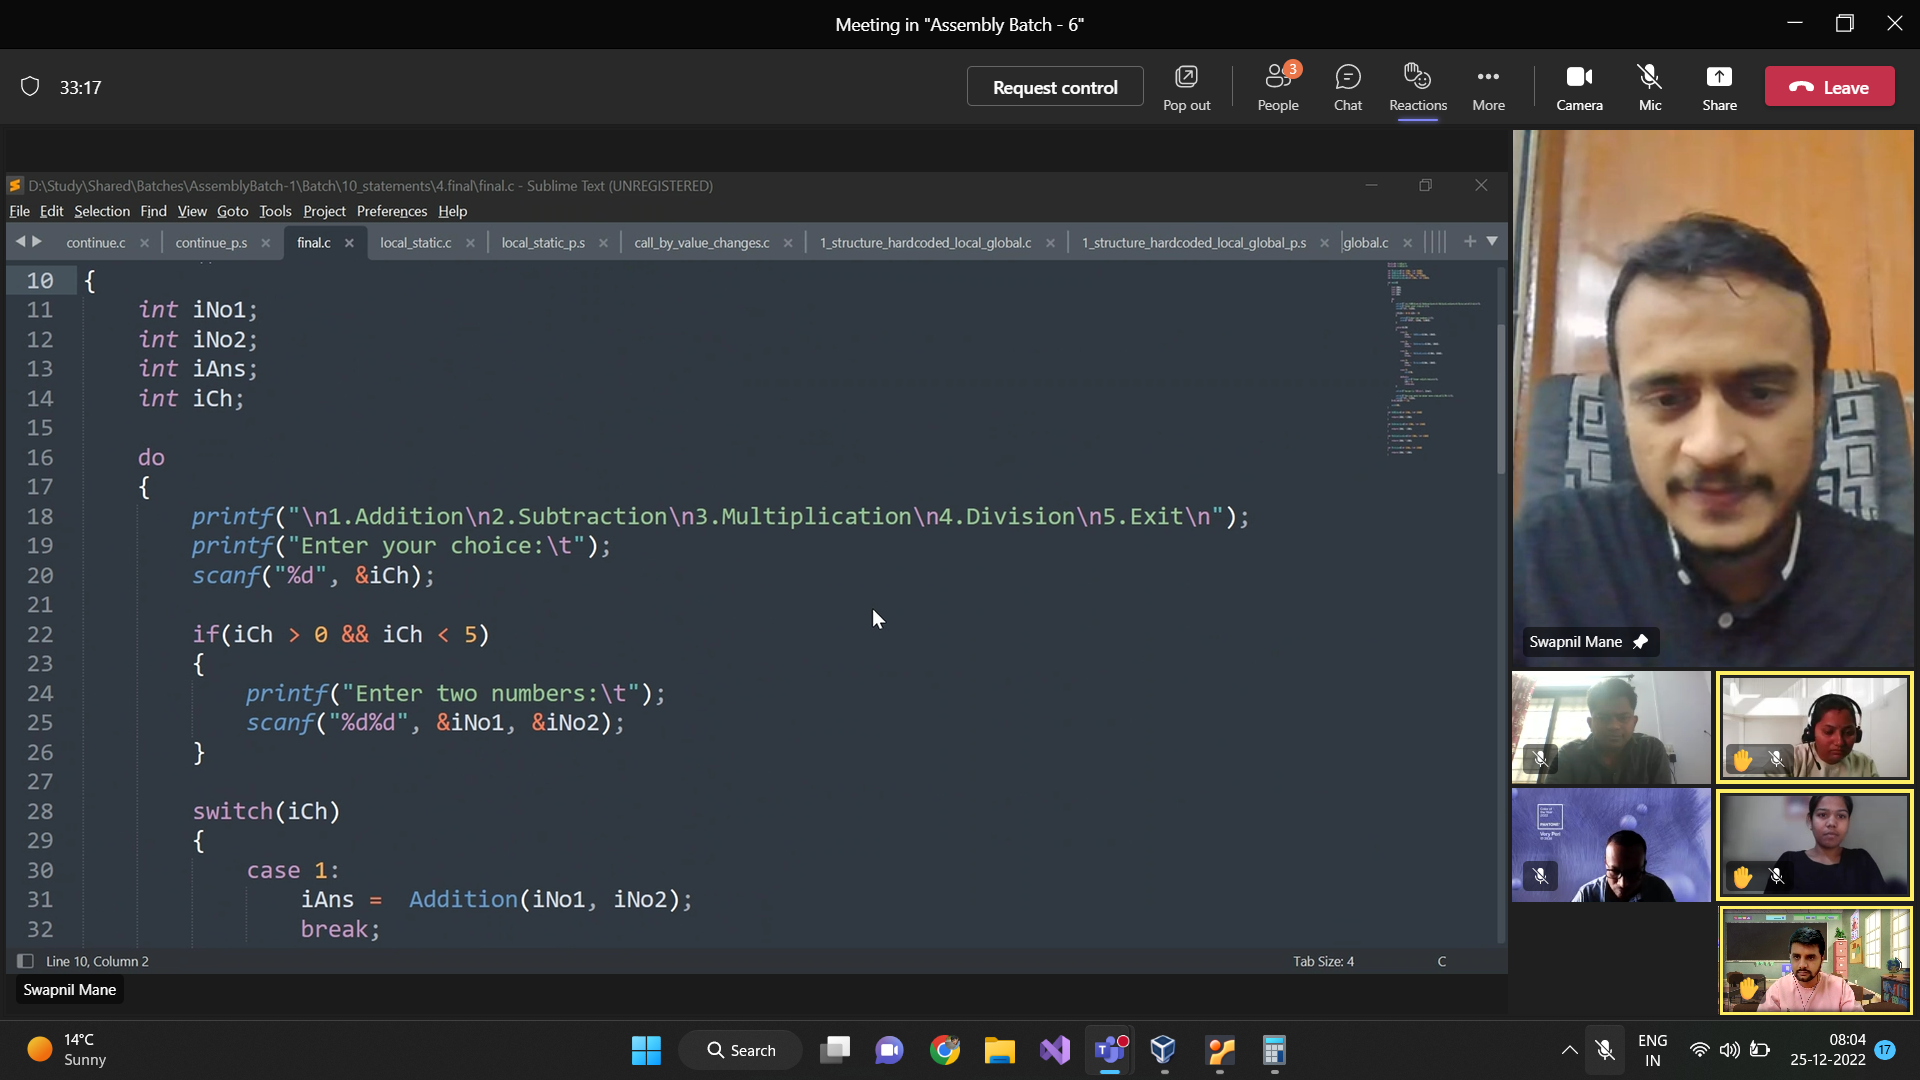 Meeting in "Assembly Batch - 6"
33:17
Request control
Pop out
3
People
Chat
Reactions
More
Camera
Mic
Share
Leave
D:\Study\Shared\Batches\AssemblyBatch-1\Batch\10_statements\4.final\final.c - Sublime Text (UNREGISTERED)
File Edit Selection Find View Goto Tools Project Preferences Help
continue.c continue_p.s final.c local_static.c local_static_p.s call_by_value_changes.c 1_structure_hardcoded_local_global.c 1_structure_hardcoded_local_global_p.s global.c
10 {
11 int iNo1;
12 int iNo2;
13 int iAns;
14 int iCh;
15
16 do
17 {
18 printf("\n1.Addition\n2.Subtraction\n3.Multiplication\n4.Division\n5.Exit\n");
19 printf("Enter your choice:\t");
20 scanf("%d", &iCh);
21
22 if(iCh > 0 && iCh < 5)
23 {
24 printf("Enter two numbers:\t");
25 scanf("%d%d", &iNo1, &iNo2);
26 }
27
28 switch(iCh)
29 {
30 case 1:
31 iAns = Addition(iNo1, iNo2);
32 break;
Line 10, Column 2
Tab Size: 4
C
Swapnil Mane
Swapnil Mane
PANTONE
Very Peri
14°C
Sunny
Search
ENG
IN
08:04
25-12-2022
17